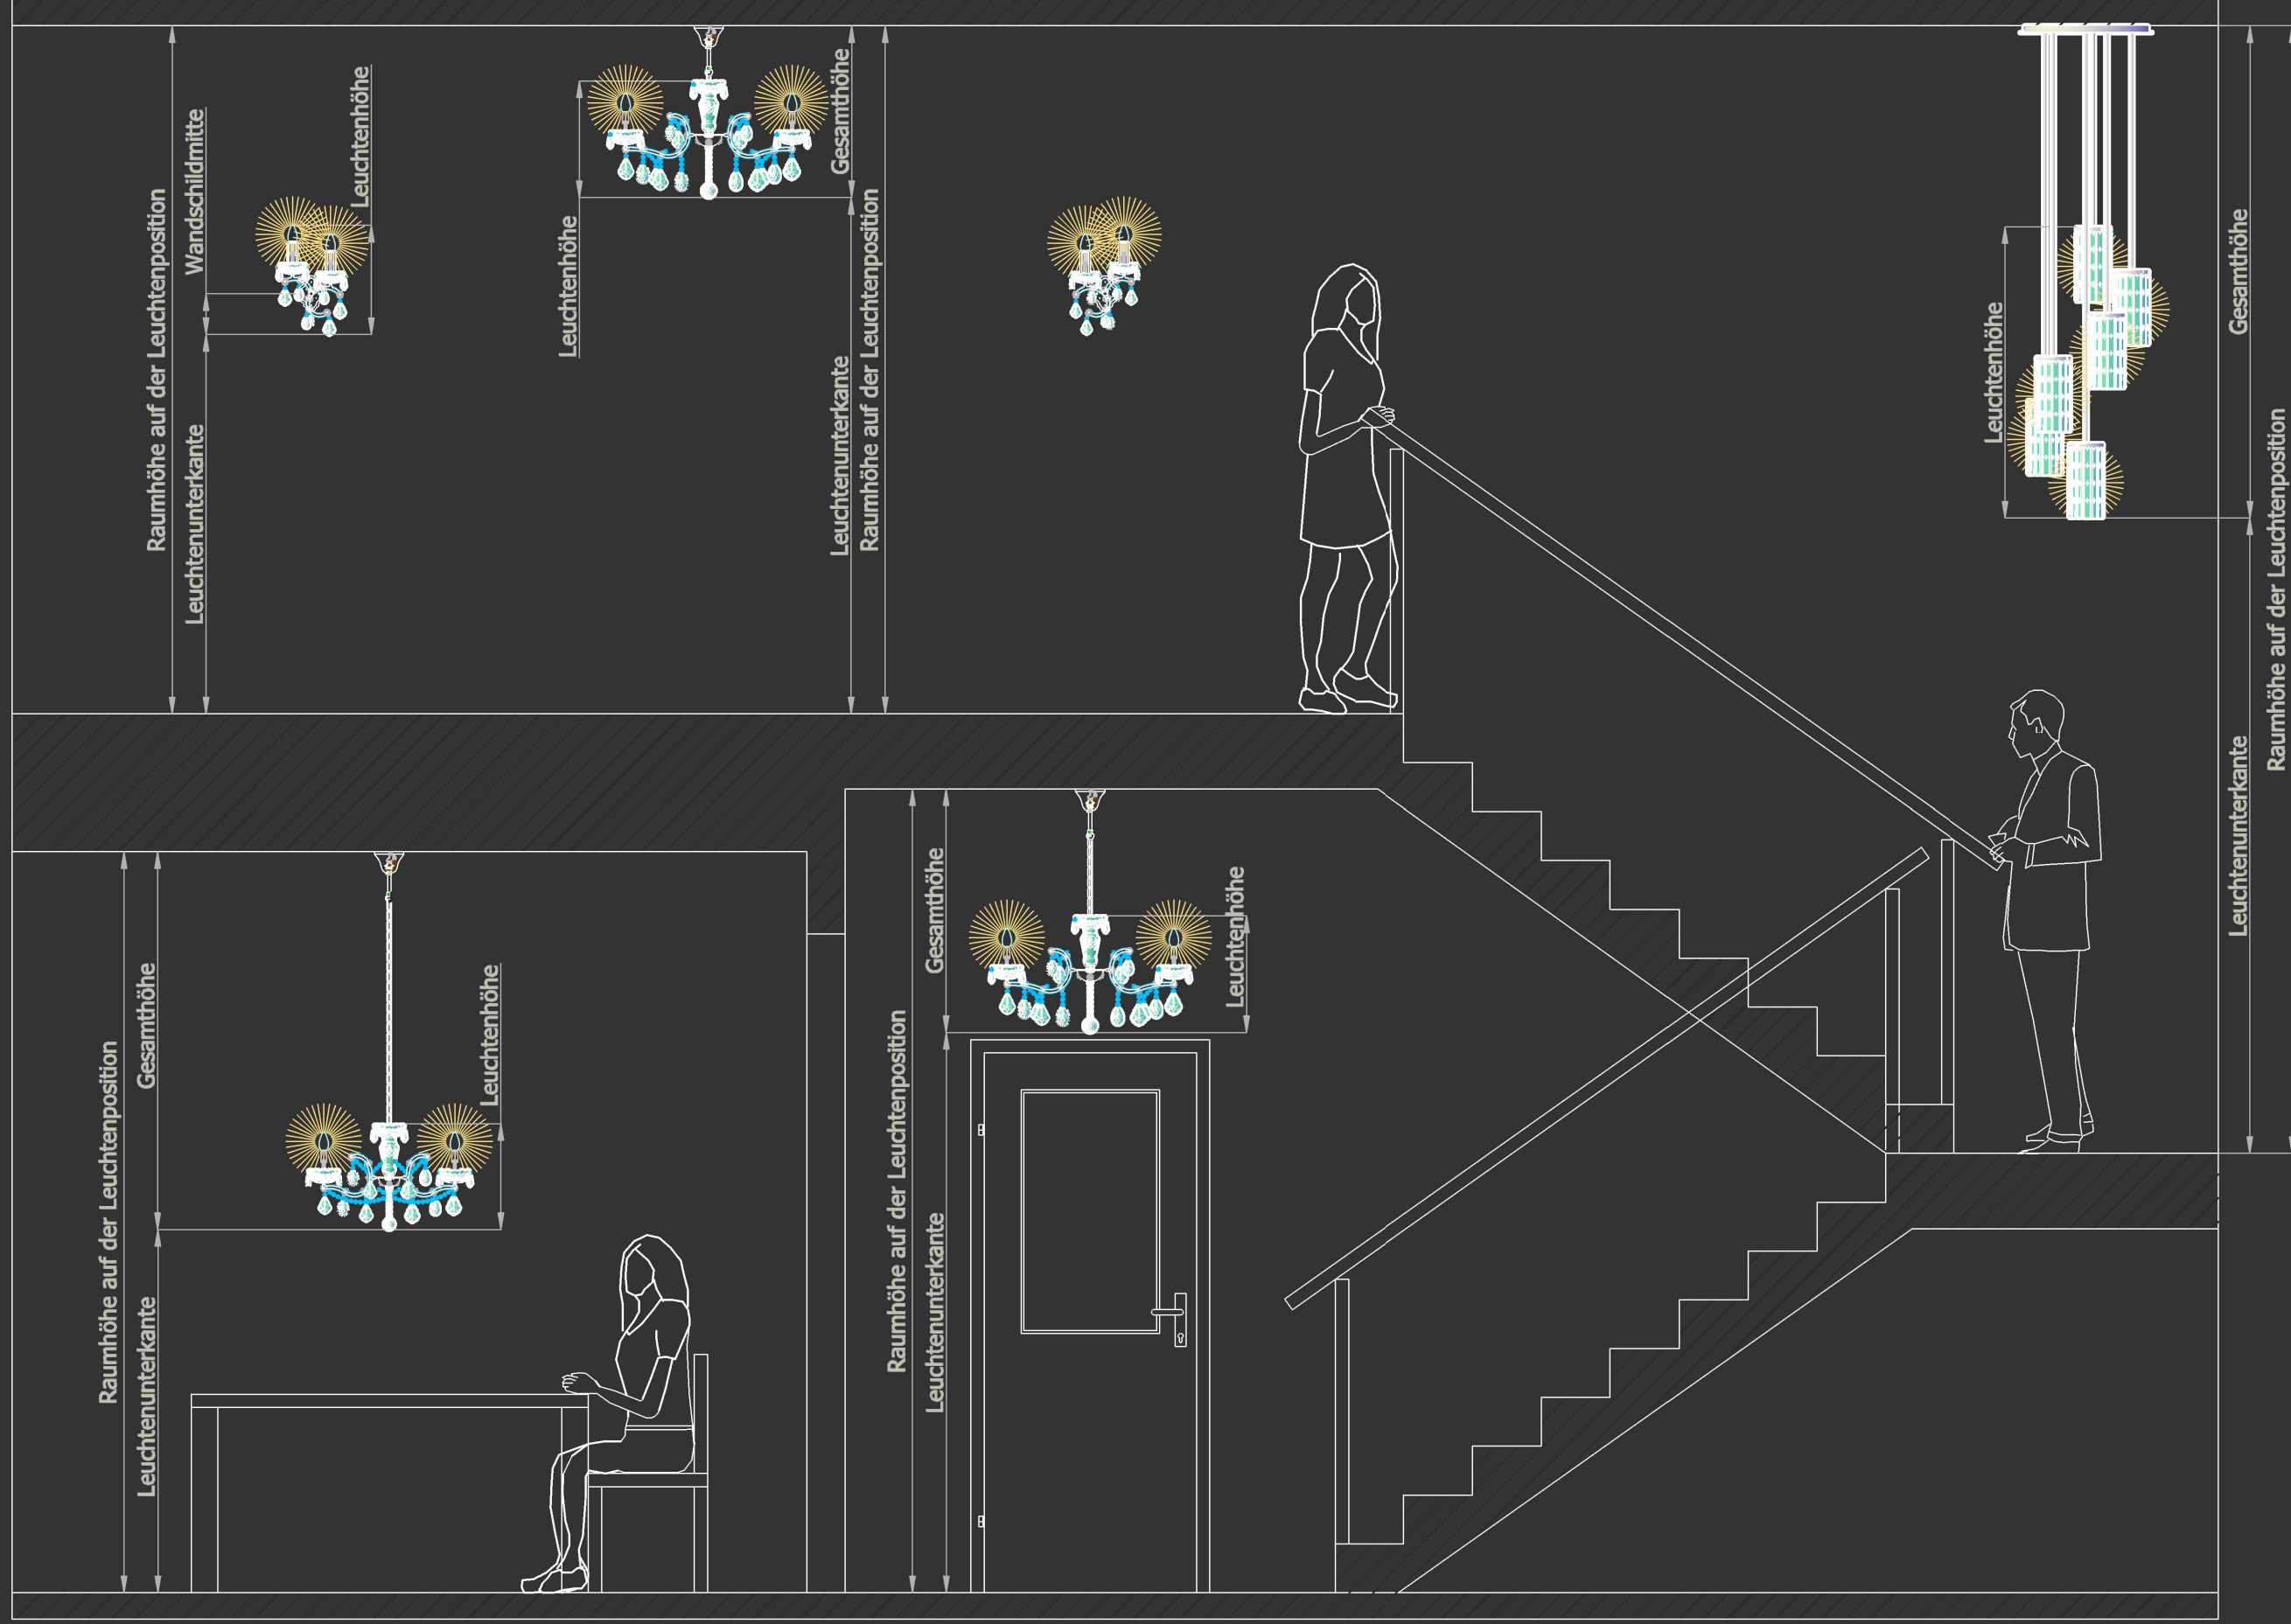 Raumhöhe auf der Leuchtenposition
Wandschildmitte
Leuchtenunterkante
Leuchtenhöhe
Leuchtenhöhe
Gesamthöhe
Leuchtenunterkante
Raumhöhe auf der Leuchtenposition
Leuchtenhöhe
Gesamthöhe
Leuchtenunterkante
Raumhöhe auf der Leuchtenposition
Raumhöhe auf der Leuchtenposition
Gesamthöhe
Leuchtenunterkante
Leuchtenhöhe
Raumhöhe auf der Leuchtenposition
Gesamthöhe
Leuchtenunterkante
Leuchtenhöhe